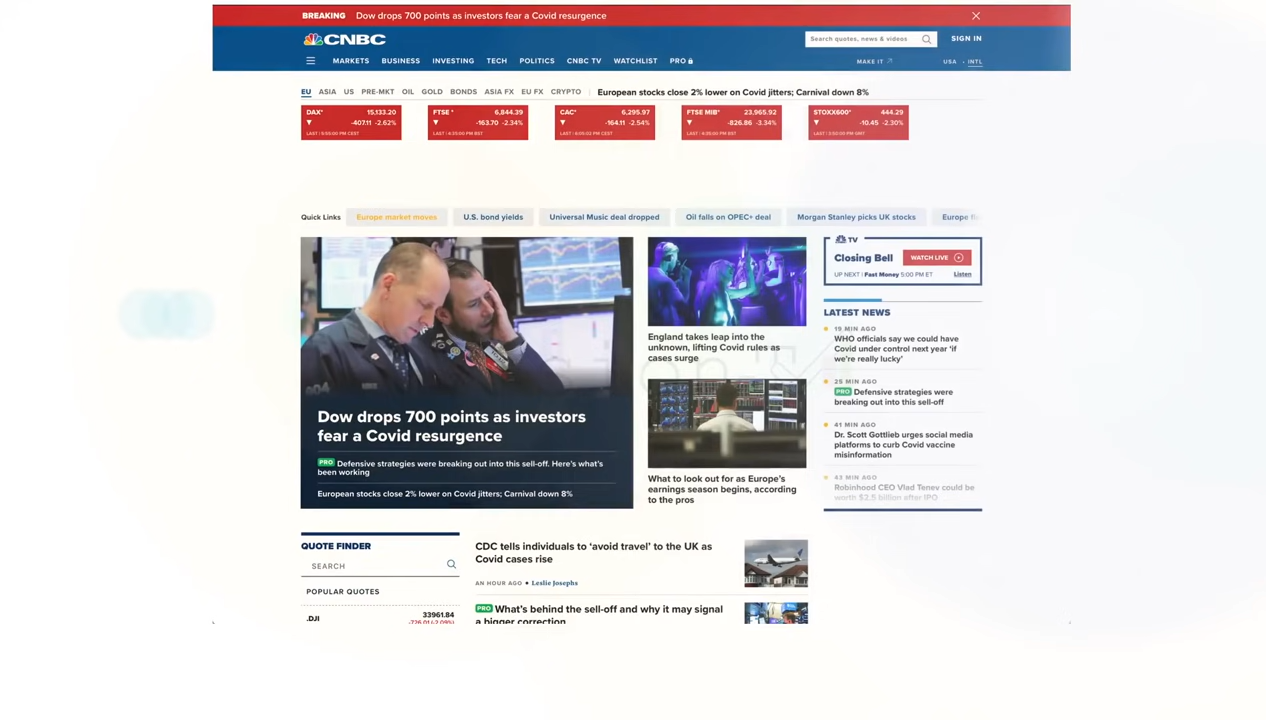 BREAKING Dow drops 700 points as investors fear a Covid resurgence
CNBC
Search quotes, news & videos
SIGN IN
MARKETS BUSINESS INVESTING TECH POLITICS CNBC TV WATCHLIST PRO
MAKE IT
USA • INTL
EU ASIA US PRE-MKT OIL GOLD BONDS ASIA FX EU FX CRYPTO
European stocks close 2% lower on Covid jitters; Carnival down 8%
DAX* 15,133.20
-407.11 -2.62%
FTSE* 6,844.39
-163.70 -2.34%
CAC* 6,295.97
-164.11 -2.54%
FTSE MIB* 23,965.92
-826.86 -3.34%
STOXX600* 444.29
-10.45 -2.30%
Quick Links
Europe market moves
U.S. bond yields
Universal Music deal dropped
Oil falls on OPEC+ deal
Morgan Stanley picks UK stocks
Dow drops 700 points as investors
fear a Covid resurgence
PRO Defensive strategies were breaking out into this sell-off. Here's what's
been working
European stocks close 2% lower on Covid jitters; Carnival down 8%
England takes leap into the
unknown, lifting Covid rules as
cases surge
What to look out for as Europe's
earnings season begins, according
to the pros
TV
Closing Bell
WATCH LIVE
UP NEXT | Fast Money 5:00 PM ET
Listen
LATEST NEWS
19 MIN AGO
WHO officials say we could have
Covid under control next year 'if
we're really lucky'
25 MIN AGO
PRO Defensive strategies were
breaking out into this sell-off
41 MIN AGO
Dr. Scott Gottlieb urges social media
platforms to curb Covid vaccine
misinformation
43 MIN AGO
Robinhood CEO Vlad Tenev could be
worth $2.5 billion after IPO
QUOTE FINDER
SEARCH
POPULAR QUOTES
.DJI 33961.84
-726.01 (-2.09%)
CDC tells individuals to 'avoid travel' to the UK as
Covid cases rise
AN HOUR AGO • Leslie Josephs
PRO What's behind the sell-off and why it may signal
a bigger correction